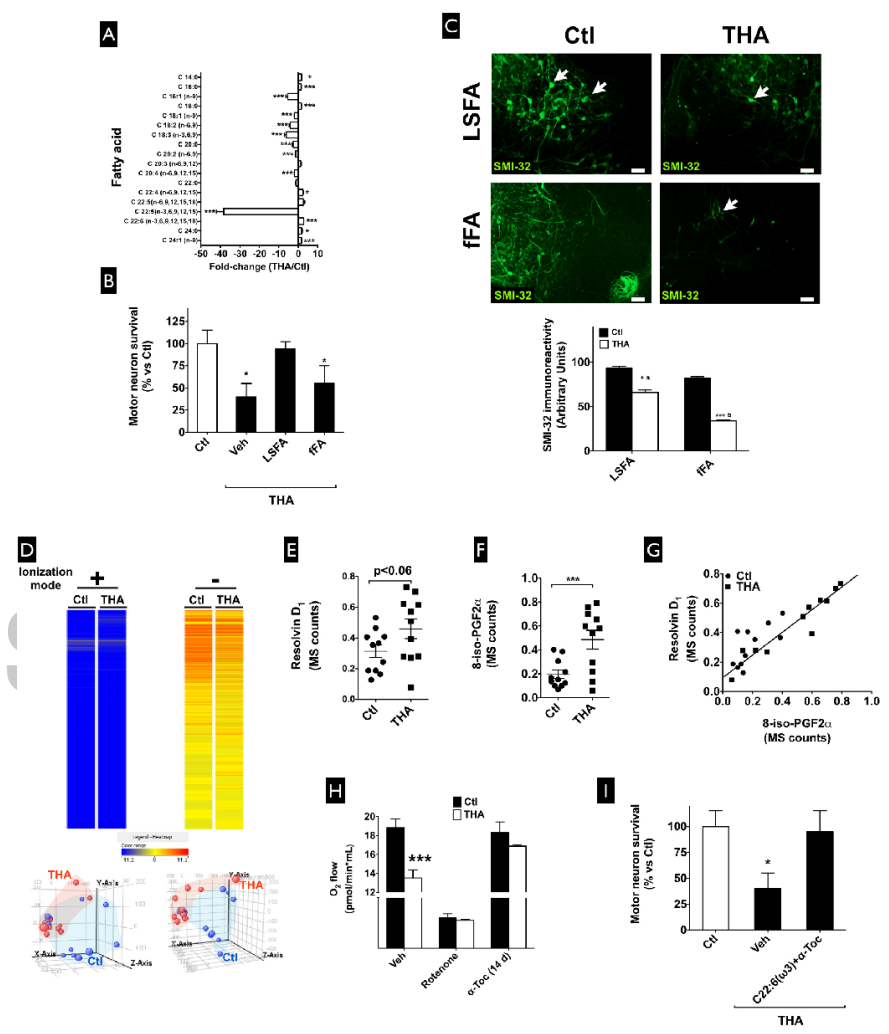 A
Fatty acid
C 14:0 *
C 16:0 ***
C 16:1 (n-9) ***
C 18:0 ***
C 18:1 (n-9) ***
C 18:2 (n-6,9) ***
C 18:3 (n-3,6,9) ***
C 20:0 ***
C 20:2 (n-6,9) ***
C 20:3 (n-6,9,12)
C 20:4 (n-6,9,12,15) ***
C 22:0
C 22:4 (n-6,9,12,15) *
C 22:5(n-6,9,12,15,18)
C 22:5(n-3,6,9,12,15) ***
C 22:6 (n-3,6,9,12,15,18) ***
C 24:0 *
C 24:1 (n-9) ***
-50 -40 -30 -20 -10 0 10
Fold-change (THA/Ctl)
B
Motor neuron survival
(% vs Ctl)
125
100
75
50
25
0
* *
Ctl Veh LSFA fFA
THA
C
Ctl THA
LSFA
SMI-32 SMI-32
fFA
SMI-32 SMI-32
Ctl
THA
SMI-32 immunoreactivity
(Arbitrary Units)
100
50
0
*** b
LSFA fFA
D
Ionization
mode
+ -
Ctl THA Ctl THA
Legend - Heatmap
Color range
0
THA Y-Axis Y-Axis THA
X-Axis X-Axis
Ctl Z-Axis Ctl Z-Axis
E
p<0.06
Resolvin D1
(MS counts)
0.8
0.6
0.4
0.2
0.0
Ctl THA
F
***
8-iso-PGF2α
(MS counts)
1.0
0.8
0.6
0.4
0.2
0.0
Ctl THA
G
Ctl
THA
Resolvin D1
(MS counts)
0.8
0.6
0.4
0.2
0.0
0.0 0.2 0.4 0.6 0.8 1.0
8-iso-PGF2α
(MS counts)
H
Ctl
THA
O2 flow
(pmol/min*mL)
20
18
16
14
12
***
Veh Rotenone α-Toc (14 d)
I
Motor neuron survival
(% vs Ctl)
100
75
50
25
0
*
Ctl Veh C22:6(ω3)+α-Toc
THA